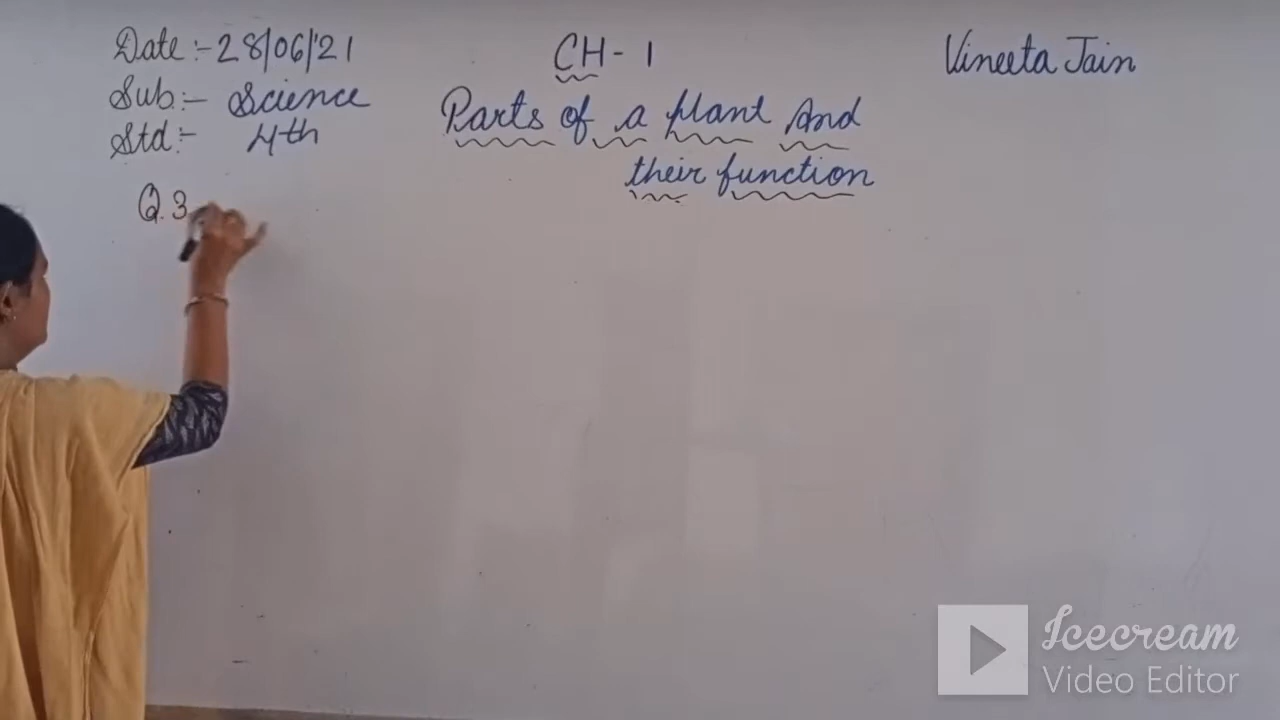 Date :- 28/06/'21
CH - 1
Vineeta Jain
Sub :- Science
Parts of a plant And
Std :- 4th
their function
Q.3
Icecream
Video Editor